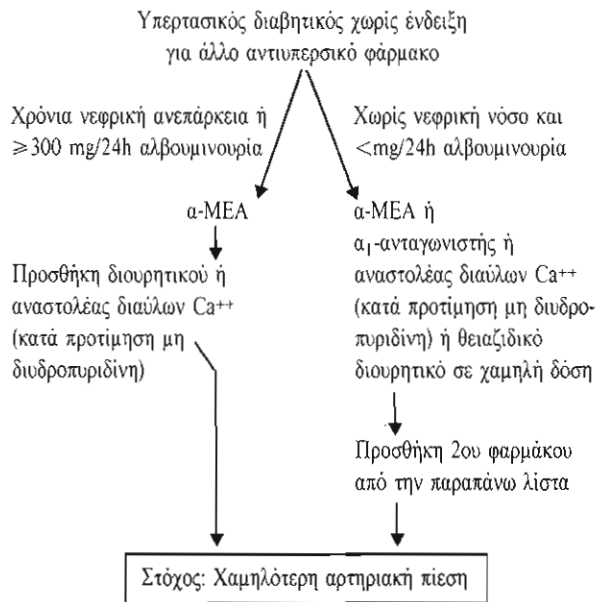 Υπερτασικός διαβητικός χωρίς ένδειξη
για άλλο αντιυπερσικό φάρμακο
Χρόνια νεφρική ανεπάρκεια ή
≥300 mg/24h αλβουμινουρία
Χωρίς νεφρική νόσο και
<mg/24h αλβουμινουρία
α-ΜΕΑ
Προσθήκη διουρητικού ή
αναστολέας διαύλων Ca⁺⁺
(κατά προτίμηση μη
διυδροπυριδίνη)
α-ΜΕΑ ή
α₁-ανταγωνιστής ή
αναστολέας διαύλων Ca⁺⁺
(κατά προτίμηση μη διυδρο-
πυριδίνη) ή θειαζιδικό
διουρητικό σε χαμηλή δόση
Προσθήκη 2ου φαρμάκου
από την παραπάνω λίστα
Στόχος: Χαμηλότερη αρτηριακή πίεση